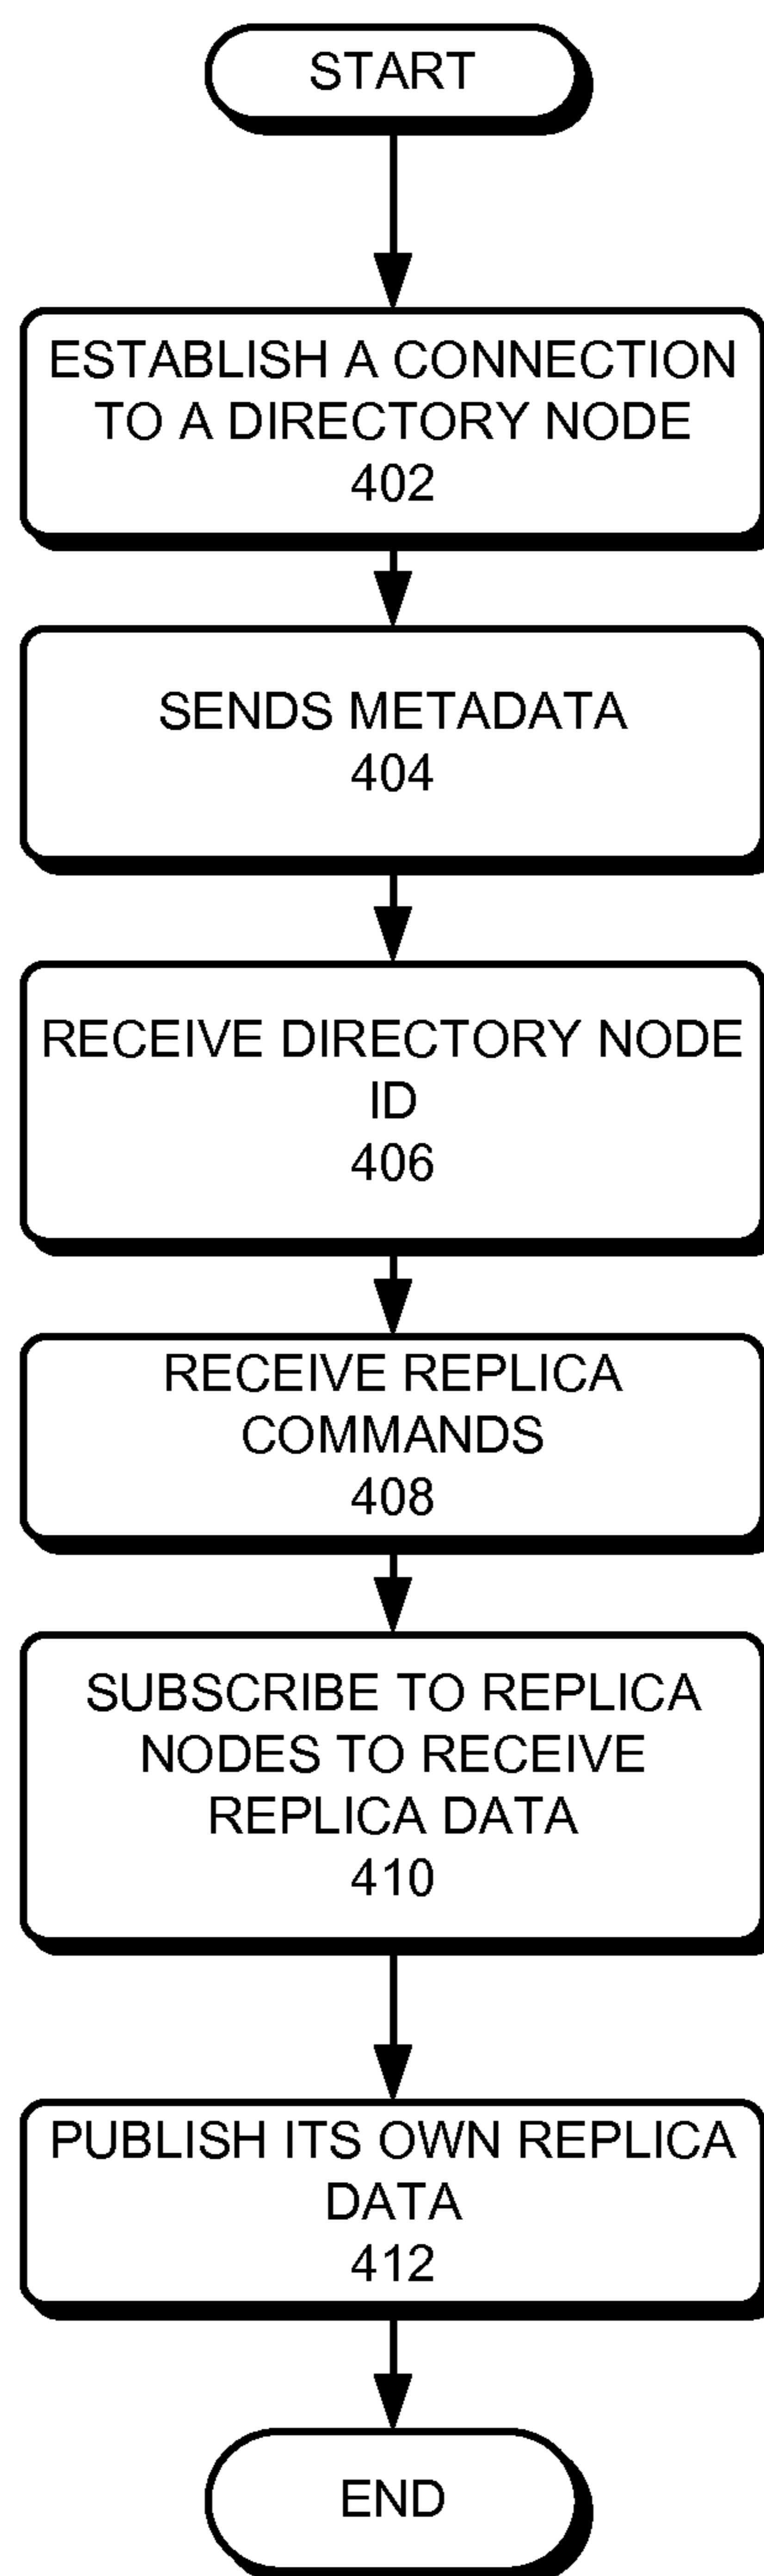 START
ESTABLISH A CONNECTION
TO A DIRECTORY NODE
402
SENDS METADATA
404
RECEIVE DIRECTORY NODE
ID
406
RECEIVE REPLICA
COMMANDS
408
SUBSCRIBE TO REPLICA
NODES TO RECEIVE
REPLICA DATA
410
PUBLISH ITS OWN REPLICA
DATA
412
END